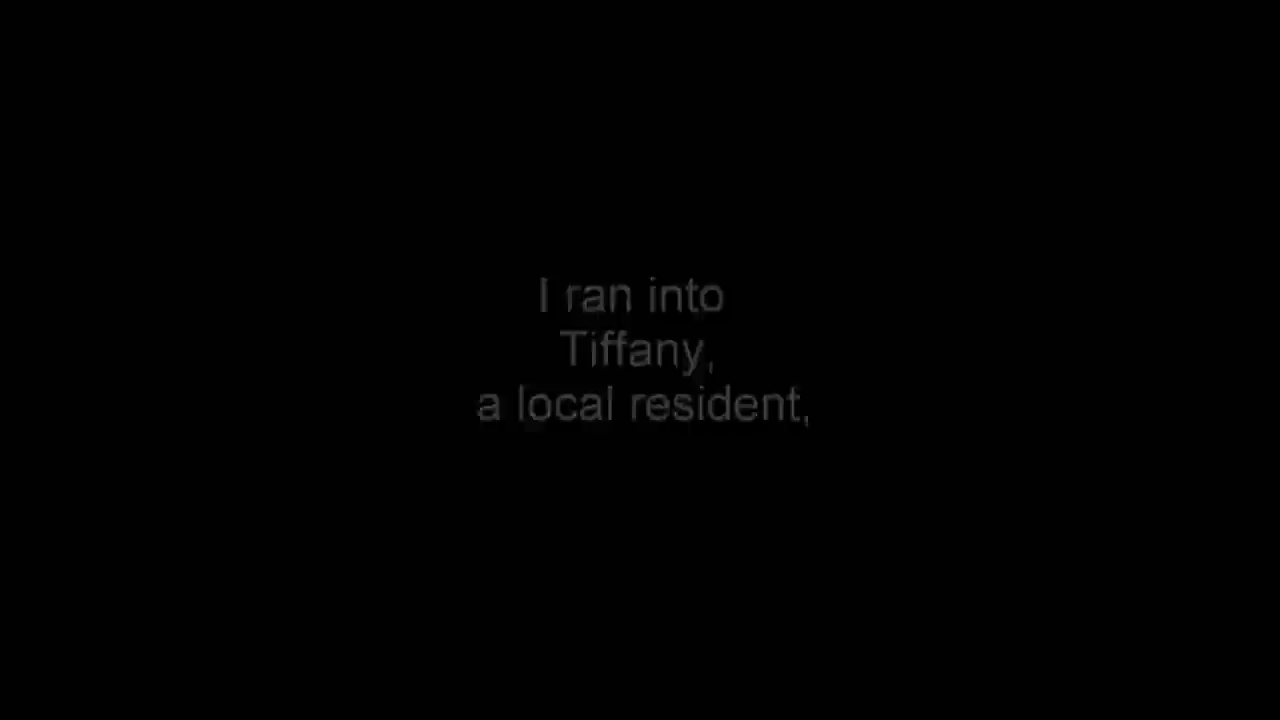 I ran into
Tiffany,
a local resident,